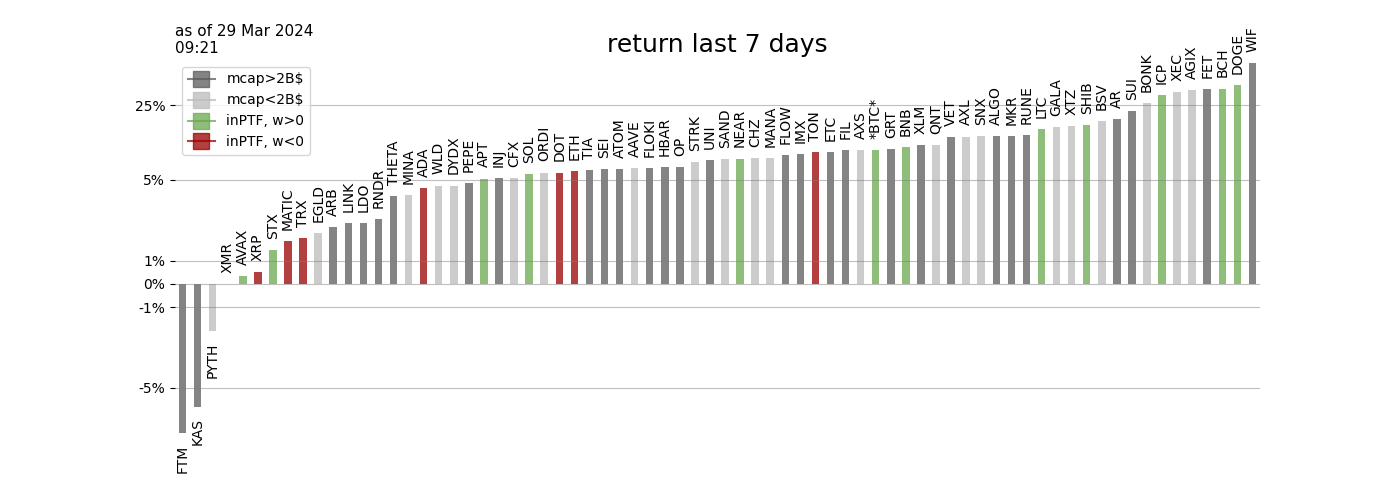 as of 29 Mar 2024
09:21
return last 7 days
mcap>2B$
mcap<2B$
inPTF, w>0
inPTF, w<0
25%
5%
1%
0%
-1%
-5%
FTM
KAS
PYTH
XMR
AVAX
XRP
STX
MATIC
TRX
EGLD
ARB
LINK
LDO
RNDR
THETA
MINA
ADA
WLD
DYDX
PEPE
APT
INJ
CFX
SOL
ORDI
DOT
ETH
TIA
SEI
ATOM
AAVE
FLOKI
HBAR
OP
STRK
UNI
SAND
NEAR
CHZ
MANA
FLOW
IMX
TON
ETC
FIL
AXS
*BTC*
GRT
BNB
XLM
QNT
VET
AXL
SNX
ALGO
MKR
RUNE
LTC
GALA
XTZ
SHIB
BSV
AR
SUI
BONK
ICP
XEC
AGIX
FET
BCH
DOGE
WIF